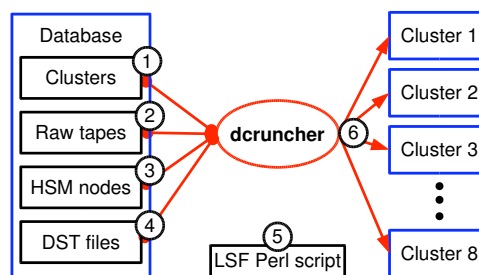 Database
Clusters
1
Raw tapes
2
HSM nodes
3
DST files
4
dcruncher
6
5
LSF Perl script
Cluster 1
Cluster 2
Cluster 3
Cluster 8